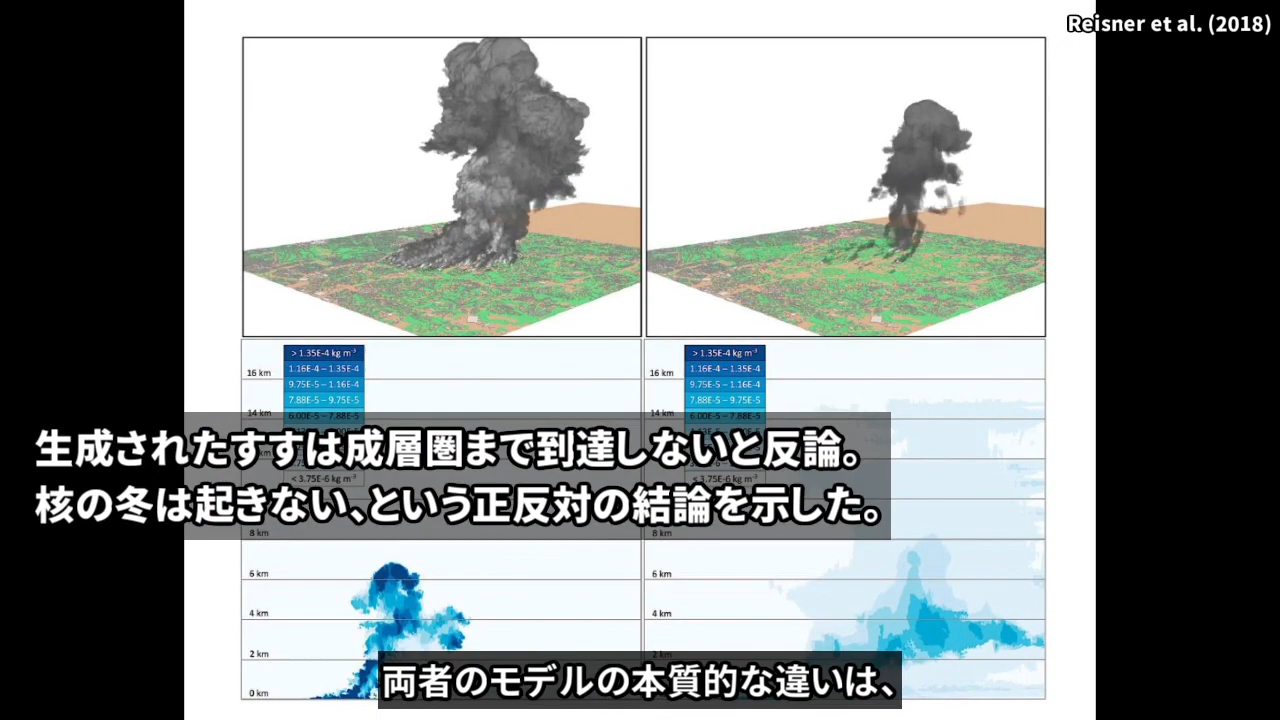 Reisner et al. (2018)
> 1.35E-4 kg m⁻³
> 1.35E-4 kg m⁻³
16 km
1.16E-4 – 1.35E-4
16 km
1.16E-4 – 1.35E-4
9.75E-5 – 1.16E-4
9.75E-5 – 1.16E-4
7.88E-5 – 9.75E-5
7.88E-5 – 9.75E-5
14 km
6.00E-5 – 7.88E-5
14 km
6.00E-5 – 7.88E-5
生成されたすすは成層圏まで到達しないと反論。
< 3.75E-6 kg m⁻³
< 3.75E-6 kg m⁻³
核の冬は起きない、という正反対の結論を示した。
8 km
8 km
6 km
6 km
4 km
4 km
2 km
2 km
両者のモデルの本質的な違いは、
0 km